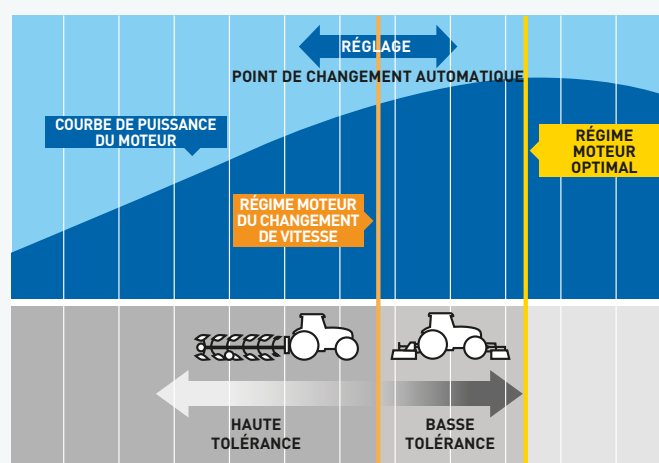 RÉGLAGE
POINT DE CHANGEMENT AUTOMATIQUE
COURBE DE PUISSANCE
DU MOTEUR
RÉGIME
MOTEUR
OPTIMAL
RÉGIME MOTEUR
DU CHANGEMENT
DE VITESSE
HAUTE
TOLÉRANCE
BASSE
TOLÉRANCE